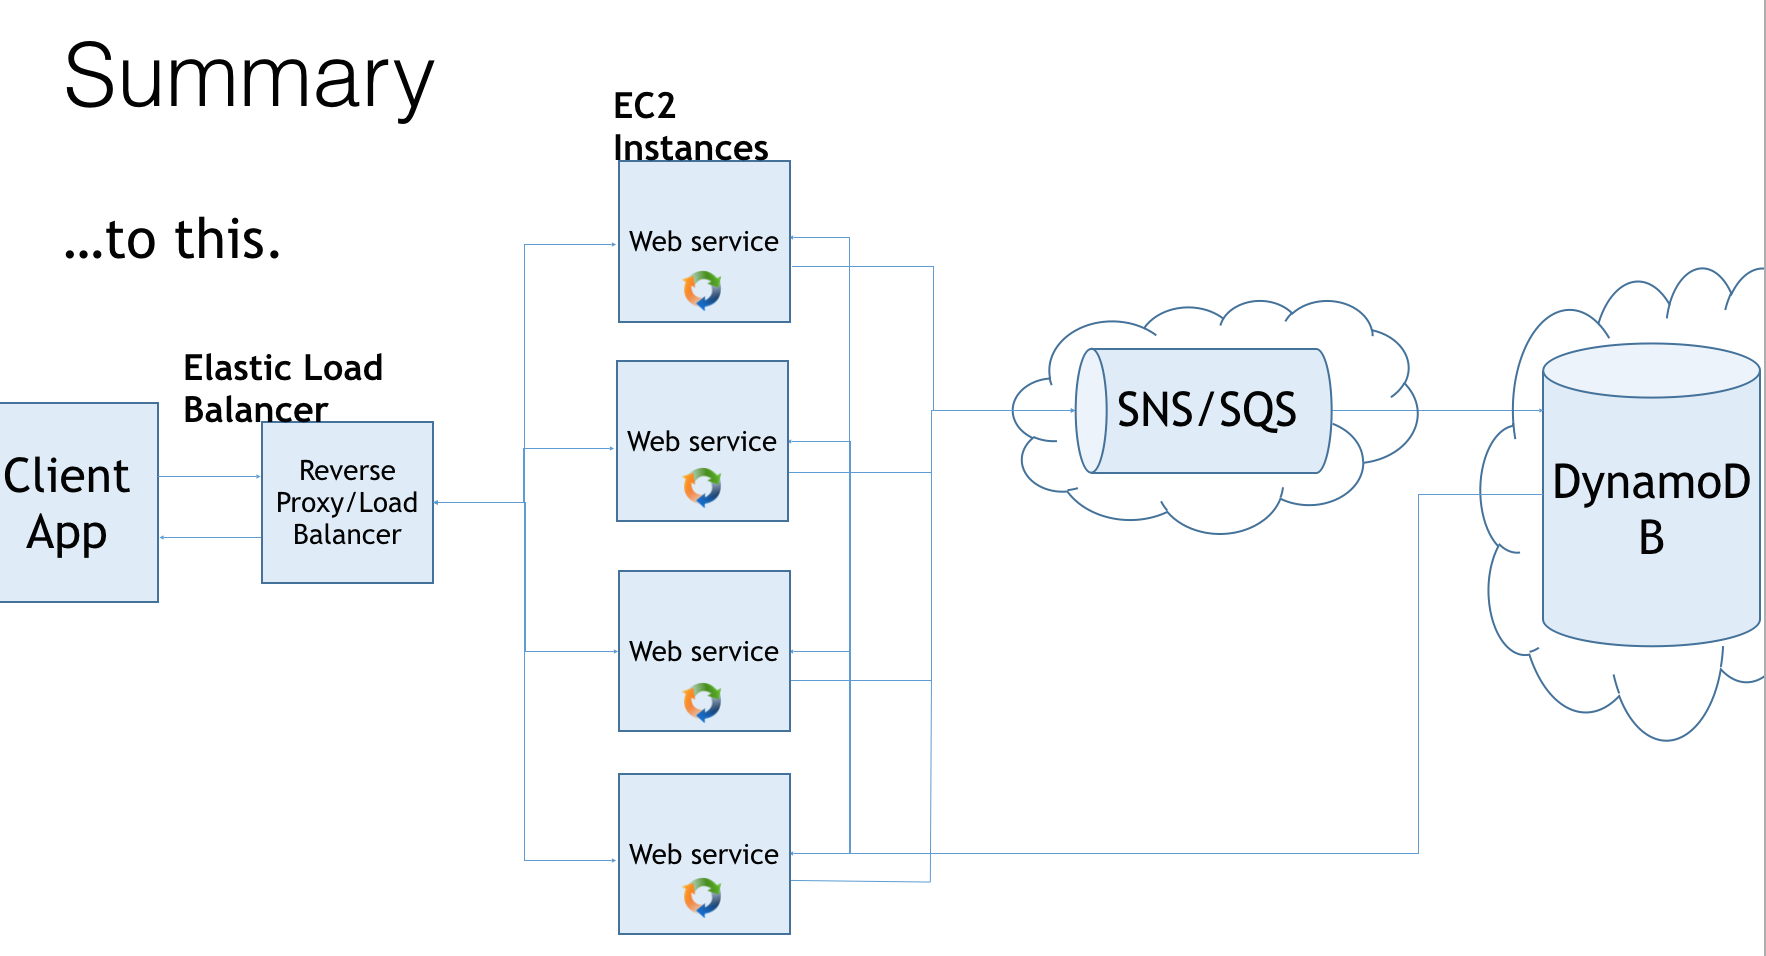 Summary
…to this.
EC2
Instances
Web service
Elastic Load
Balancer
Client
App
Reverse
Proxy/Load
Balancer
Web service
Web service
Web service
SNS/SQS
DynamoD
B